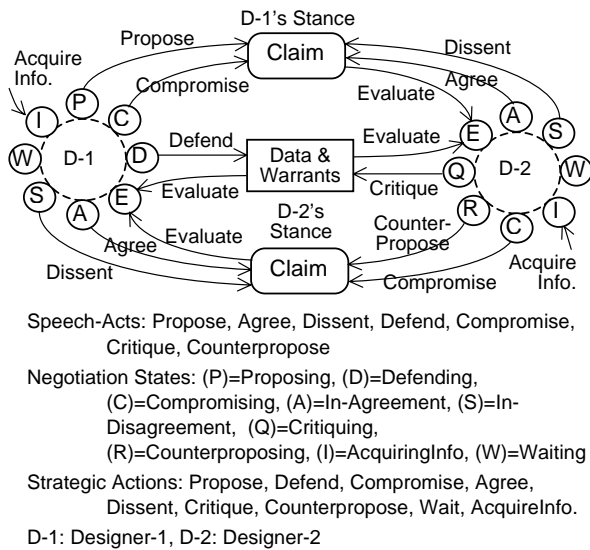 D-1's Stance
Propose
Claim
Dissent
Acquire
Info.
Compromise
Agree
Evaluate
P
C
I
W
D-1
D
S
A
E
Defend
Data &
Warrants
Evaluate
Evaluate
Critique
E
A
S
Q
D-2
W
R
C
I
D-2's
Stance
Claim
Evaluate
Agree
Dissent
Counter-
Propose
Compromise
Acquire
Info.
Speech-Acts: Propose, Agree, Dissent, Defend, Compromise,
Critique, Counterpropose
Negotiation States: (P)=Proposing, (D)=Defending,
(C)=Compromising, (A)=In-Agreement, (S)=In-
Disagreement, (Q)=Critiquing,
(R)=Counterproposing, (I)=AcquiringInfo, (W)=Waiting
Strategic Actions: Propose, Defend, Compromise, Agree,
Dissent, Critique, Counterpropose, Wait, AcquireInfo.
D-1: Designer-1, D-2: Designer-2